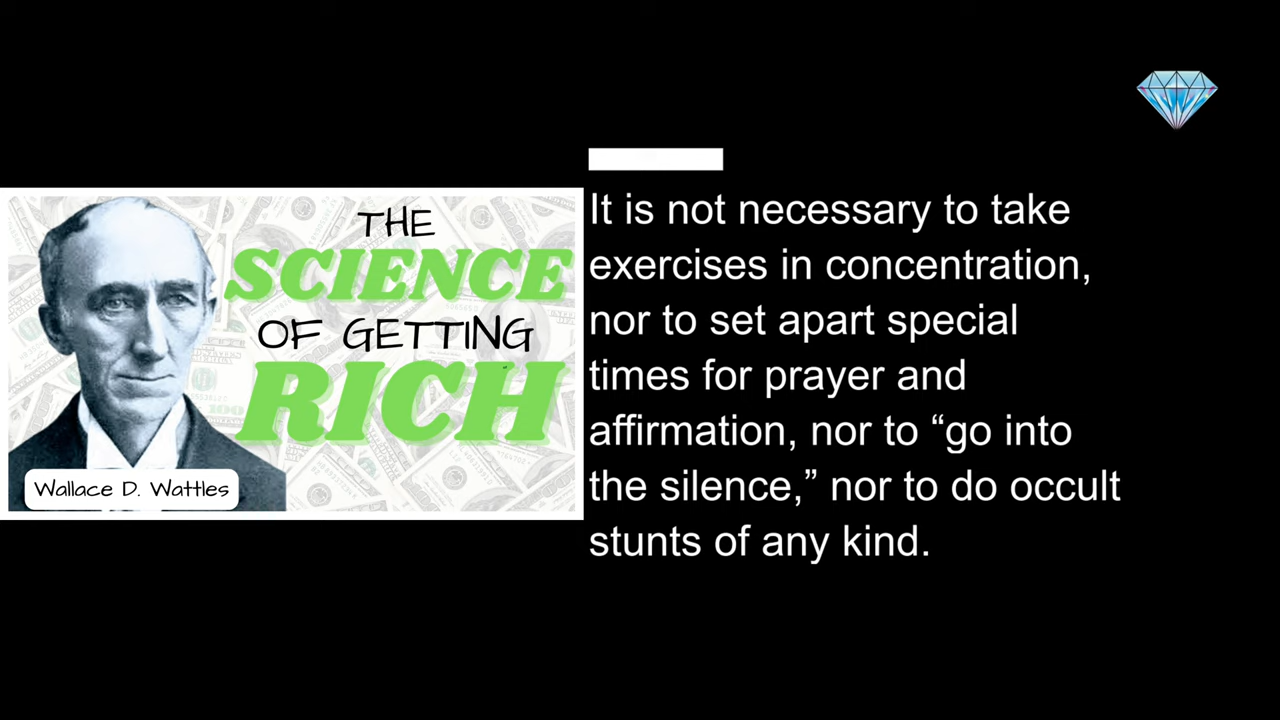 THE
SCIENCE
OF GETTING
RICH
Wallace D. Wattles
It is not necessary to take
exercises in concentration,
nor to set apart special
times for prayer and
affirmation, nor to “go into
the silence,” nor to do occult
stunts of any kind.